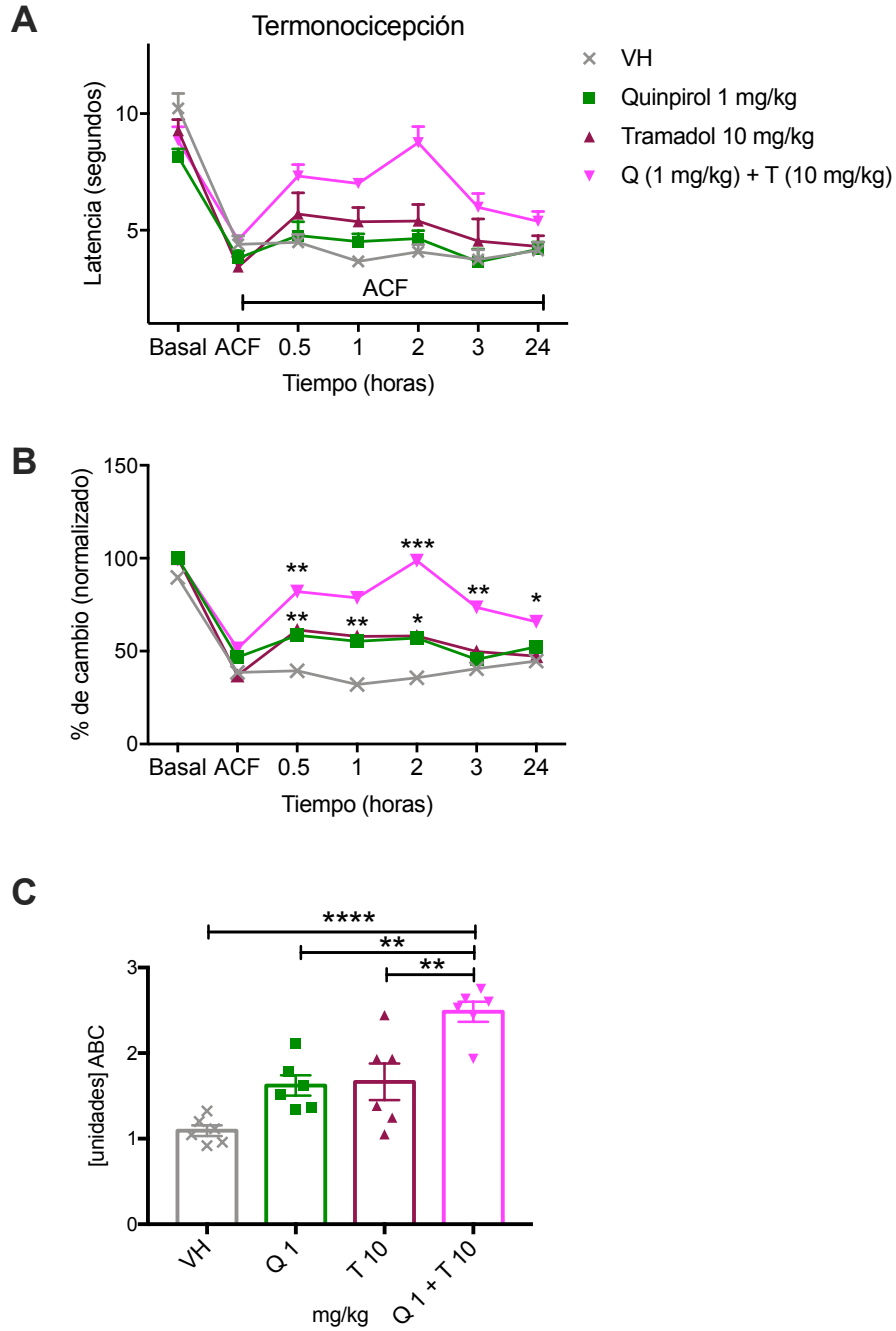 A
Termonocicepción
VH
Quinpirol 1 mg/kg
Tramadol 10 mg/kg
Q (1 mg/kg) + T (10 mg/kg)
Latencia (segundos)
10
5
ACF
Basal ACF 0.5 1 2 3 24
Tiempo (horas)
B
% de cambio (normalizado)
150
100
50
0
** *** ** *
** ** *
Basal ACF 0.5 1 2 3 24
Tiempo (horas)
C
****
**
**
[unidades] ABC
3
2
1
0
VH Q 1 T 10 Q 1 + T 10
mg/kg